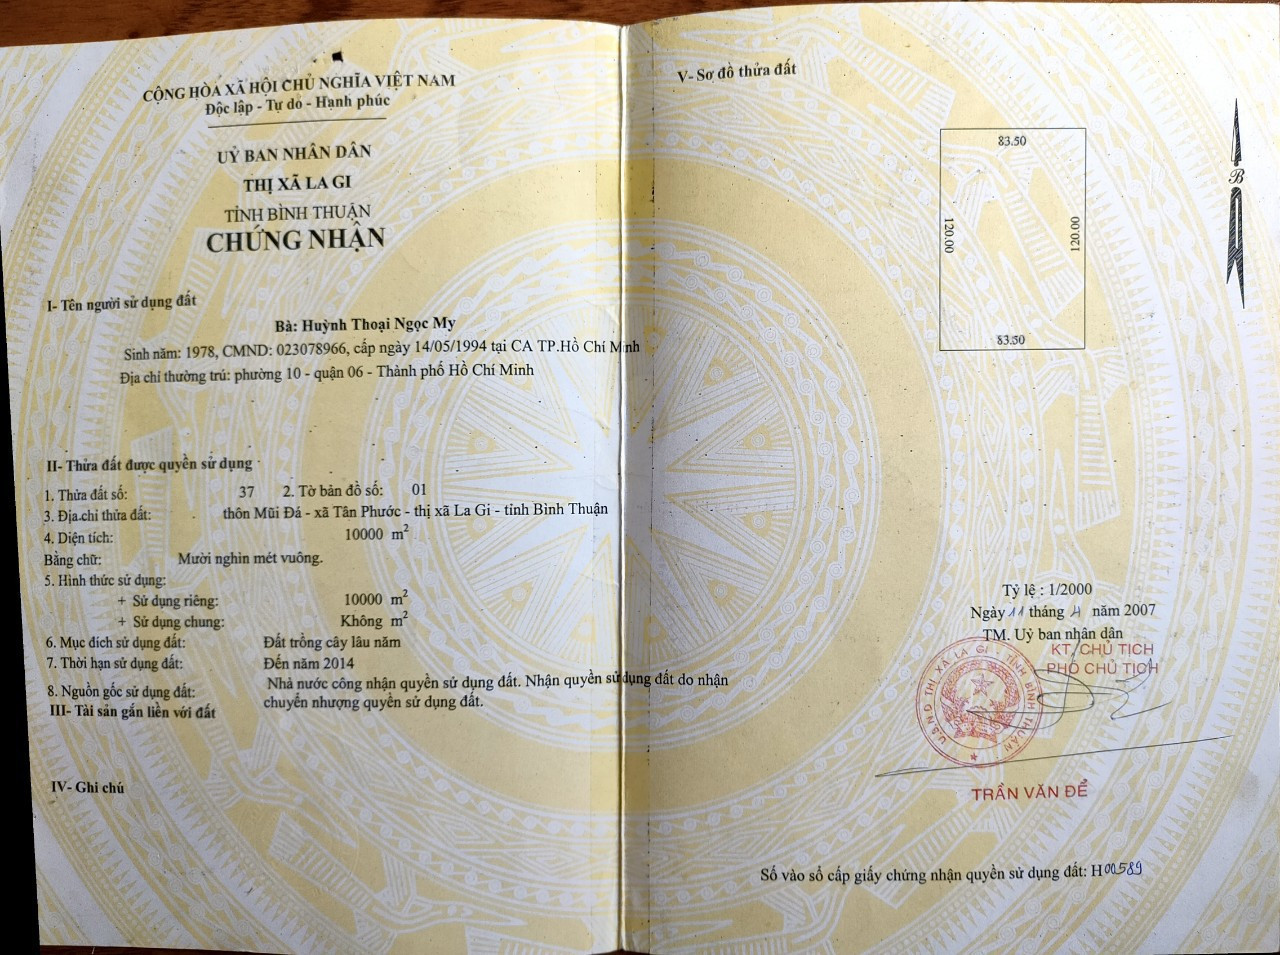 CỘNG HÒA XÃ HỘI CHỦ NGHĨA VIỆT NAM
Độc lập - Tự do - Hạnh phúc
UỶ BAN NHÂN DÂN
THỊ XÃ LA GI
TỈNH BÌNH THUẬN
CHỨNG NHẬN
I- Tên người sử dụng đất
Bà: Huỳnh Thoại Ngọc My
Sinh năm: 1978, CMND: 023078966, cấp ngày 14/05/1994 tại CA TP.Hồ Chí Minh
Địa chỉ thường trú: phường 10 - quận 06 - Thành phố Hồ Chí Minh
II- Thửa đất được quyền sử dụng
1. Thửa đất số: 37 2. Tờ bản đồ số: 01
3. Địa chỉ thửa đất: thôn Mũi Đá - xã Tân Phước - thị xã La Gi - tỉnh Bình Thuận
4. Diện tích: 10000 m2
Bằng chữ: Mười nghìn mét vuông.
5. Hình thức sử dụng:
+ Sử dụng riêng: 10000 m2
+ Sử dụng chung: Không m2
6. Mục đích sử dụng đất: Đất trồng cây lâu năm
7. Thời hạn sử dụng đất: Đến năm 2014
8. Nguồn gốc sử dụng đất: Nhà nước công nhận quyền sử dụng đất. Nhận quyền sử dụng đất do nhận
chuyển nhượng quyền sử dụng đất.
III- Tài sản gắn liền với đất
IV- Ghi chú
V- Sơ đồ thửa đất
83.50
120.00
120.00
83.50
B
Tỷ lệ : 1/2000
Ngày 11 tháng 4 năm 2007
TM. Uỷ ban nhân dân
KT. CHỦ TỊCH
PHÓ CHỦ TỊCH
U.B.N.D THỊ XÃ LA GI - TỈNH BÌNH THUẬN
TRẦN VĂN ĐỂ
Số vào sổ cấp giấy chứng nhận quyền sử dụng đất: H00589